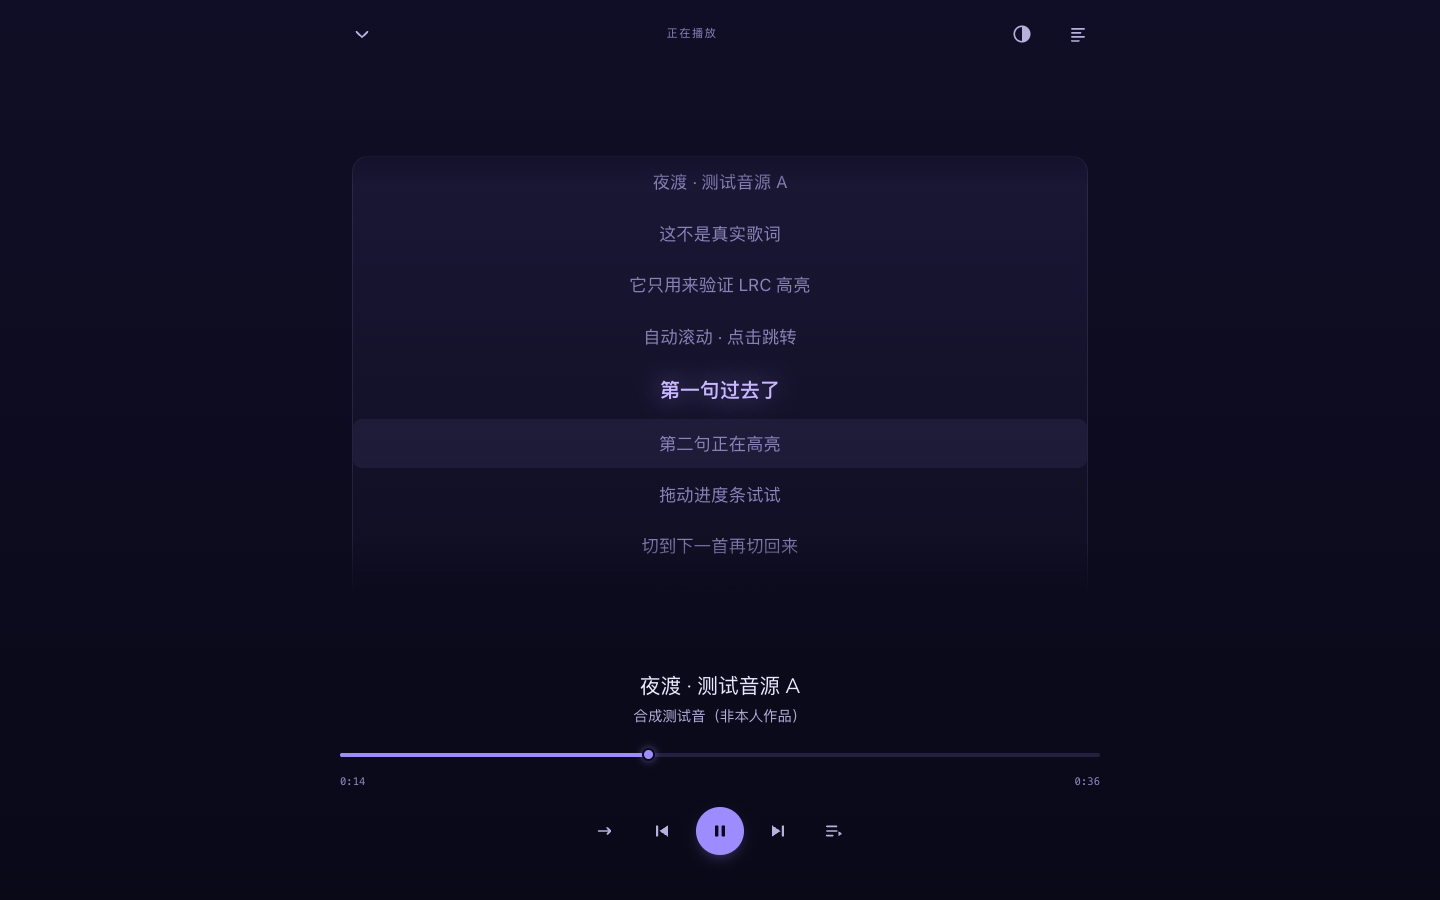 正在播放
夜渡 · 测试音源 A
这不是真实歌词
它只用来验证 LRC 高亮
自动滚动 · 点击跳转
第一句过去了
第二句正在高亮
拖动进度条试试
切到下一首再切回来
夜渡 · 测试音源 A
合成测试音（非本人作品）
0:14
0:36